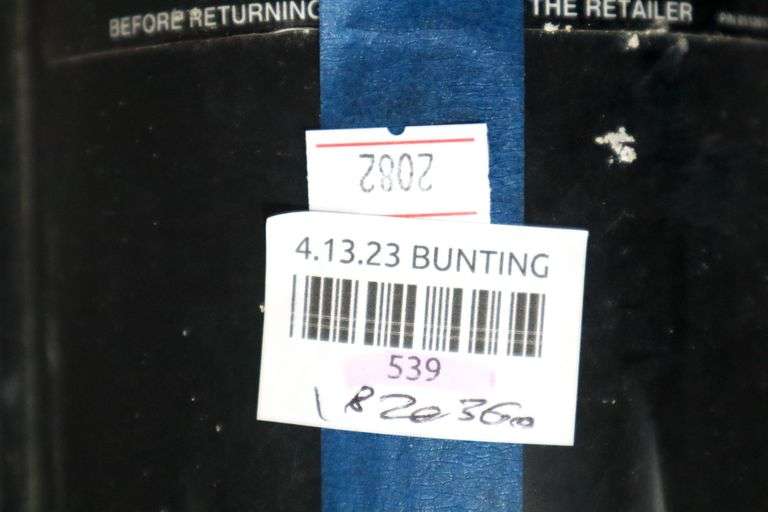 BEFORE RETURNING THE RETAILER
2082
4.13.23 BUNTING
539